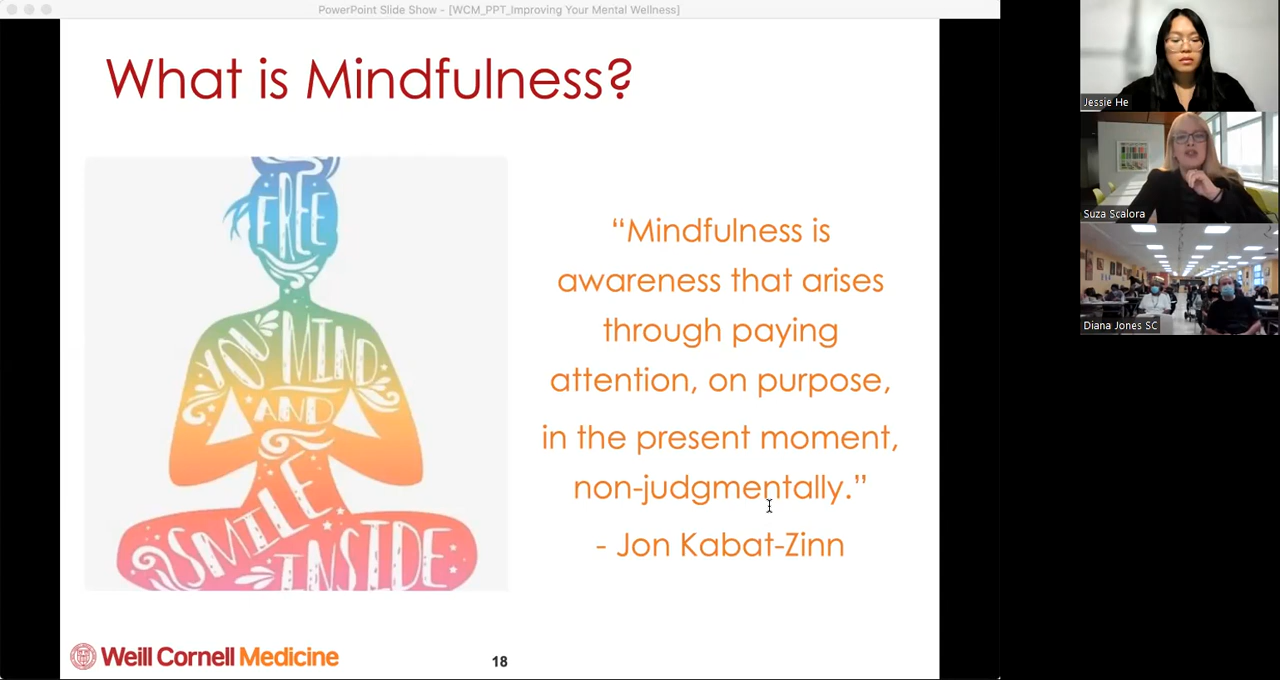 PowerPoint Slide Show - [WCM_PPT_Improving Your Mental Wellness]
What is Mindfulness?
FREE
YOU MIND
AND
SMILE
INSIDE
“Mindfulness is
awareness that arises
through paying
attention, on purpose,
in the present moment,
non-judgmentally.”
- Jon Kabat-Zinn
Weill Cornell Medicine
18
Jessie He
Suza Scalora
Diana Jones SC